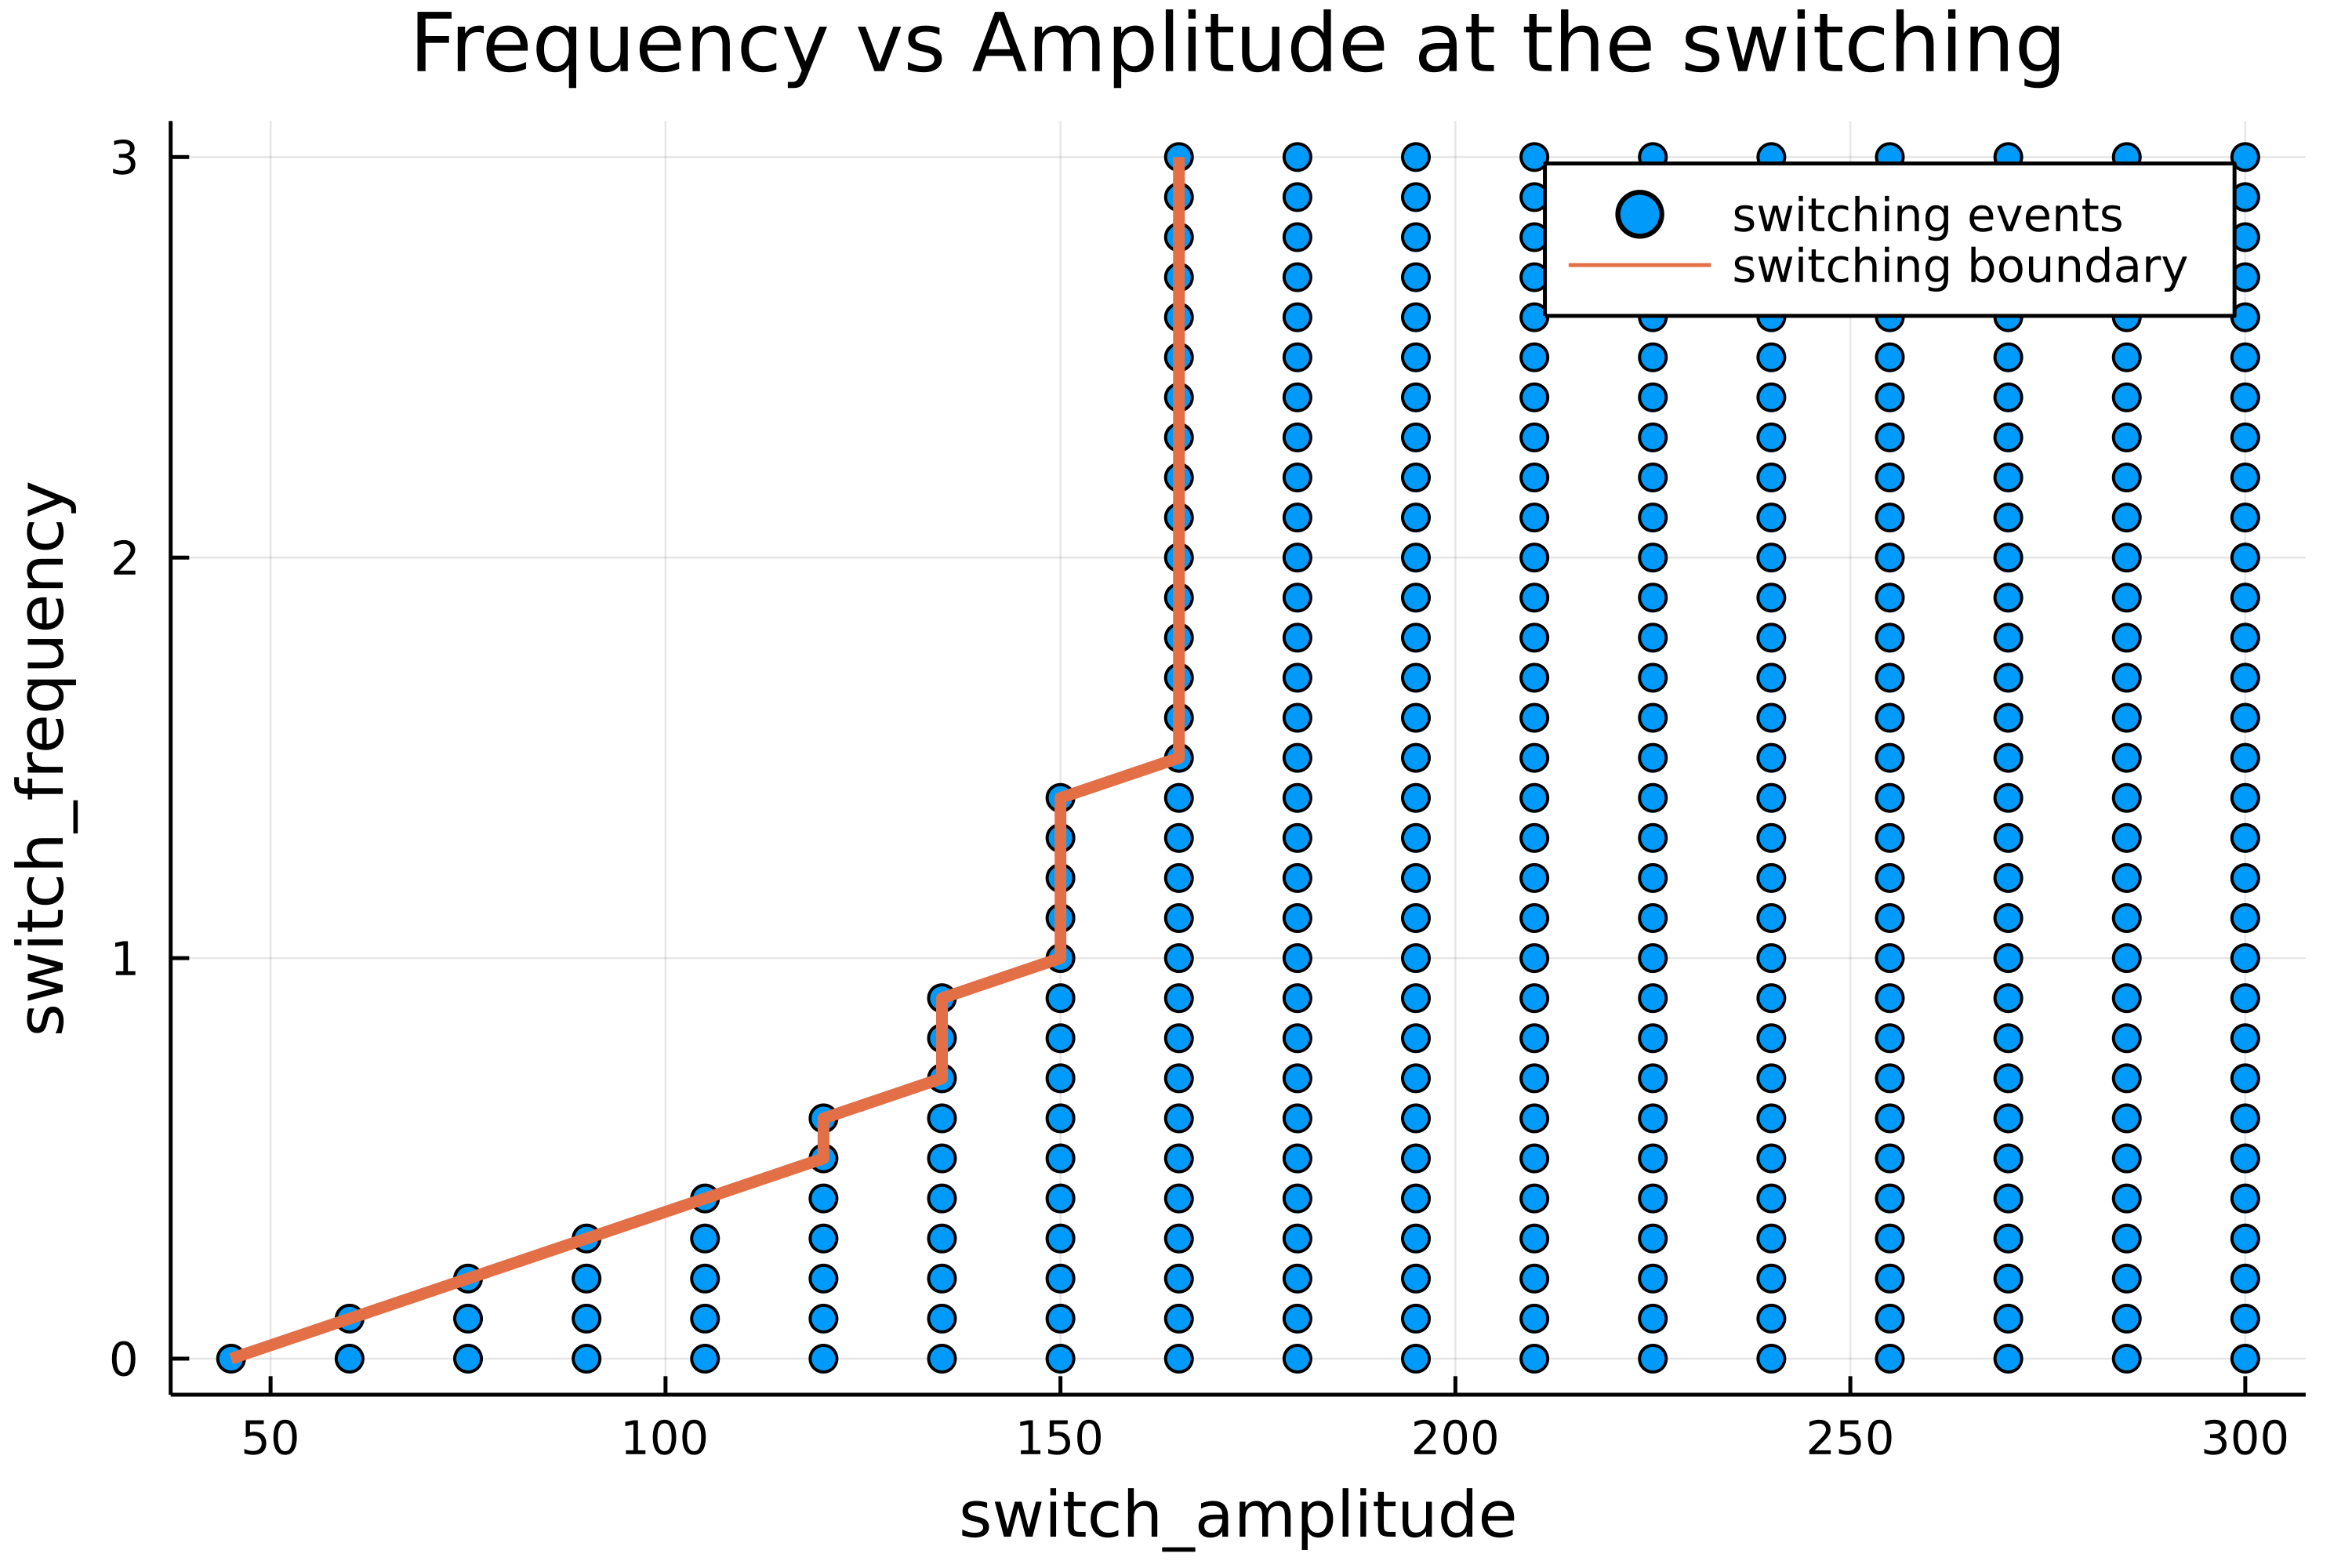 Frequency vs Amplitude at the switching
switching events
switching boundary
3
2
1
0
switch_frequency
50 100 150 200 250 300
switch_amplitude